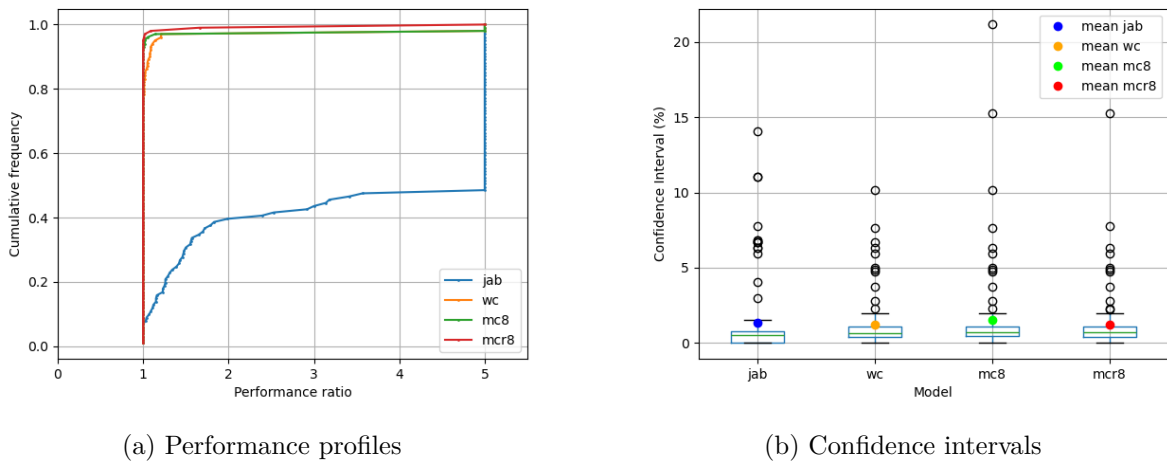 1.0
0.8
0.6
0.4
0.2
0.0
Cumulative frequency
0 1 2 3 4 5
Performance ratio
jab
wc
mc8
mcr8
(a) Performance profiles
20
15
10
5
0
Confidence Interval (%)
mean jab
mean wc
mean mc8
mean mcr8
jab wc mc8 mcr8
Model
(b) Confidence intervals